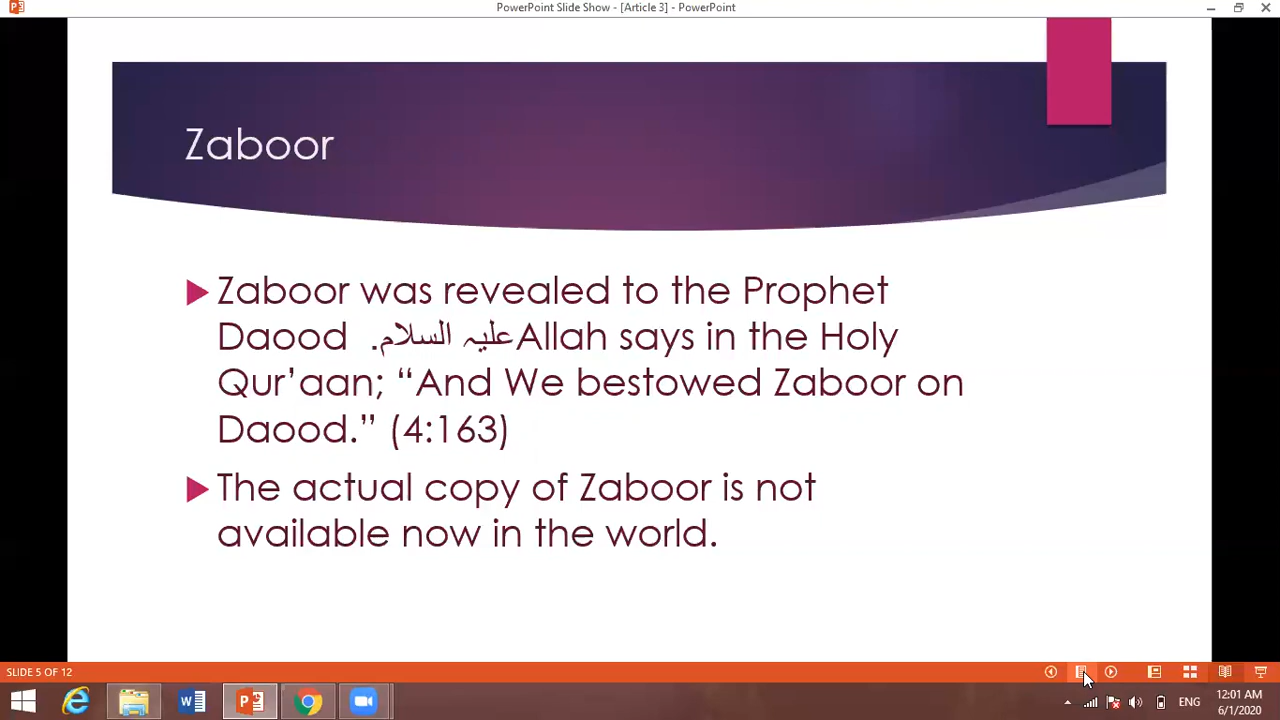 PowerPoint Slide Show - [Article 3] - PowerPoint
Zaboor
Zaboor was revealed to the Prophet
Daood علیہ السلام. Allah says in the Holy
Qur’aan; “And We bestowed Zaboor on
Daood.” (4:163)
The actual copy of Zaboor is not
available now in the world.
SLIDE 5 OF 12
ENG
12:01 AM
6/1/2020